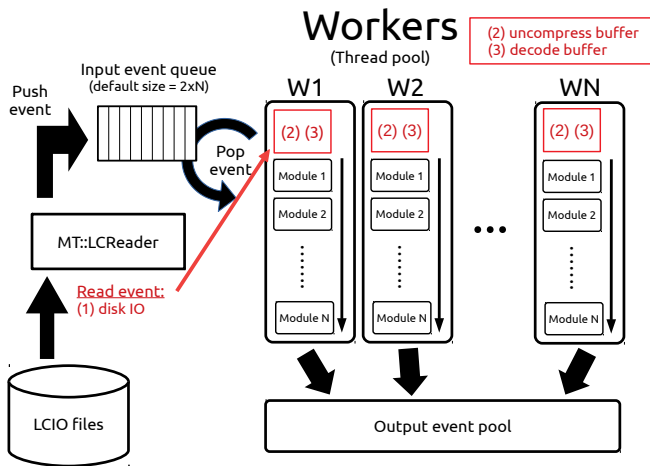 Workers
(Thread pool)
(2) uncompress buffer
(3) decode buffer
Input event queue
(default size = 2xN)
Push
event
Pop
event
W1
W2
WN
(2) (3)
(2) (3)
(2) (3)
Module 1
Module 1
Module 1
Module 2
Module 2
Module 2
Module N
Module N
Module N
MT::LCReader
Read event:
(1) disk IO
LCIO files
Output event pool